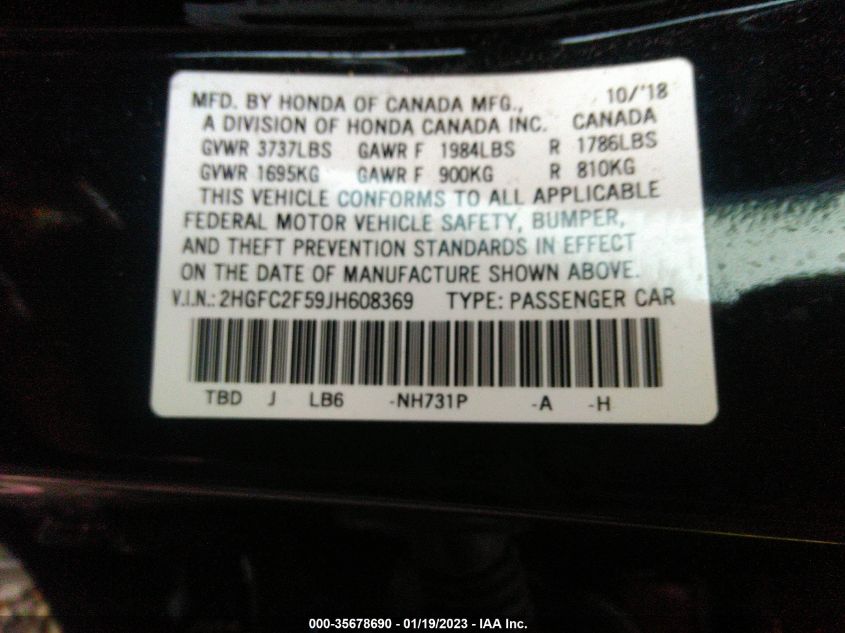 MFD. BY HONDA OF CANADA MFG., 10/'18
A DIVISION OF HONDA CANADA INC. CANADA
GVWR 3737LBS GAWR F 1984LBS R 1786LBS
GVWR 1695KG GAWR F 900KG R 810KG
THIS VEHICLE CONFORMS TO ALL APPLICABLE
FEDERAL MOTOR VEHICLE SAFETY, BUMPER,
AND THEFT PREVENTION STANDARDS IN EFFECT
ON THE DATE OF MANUFACTURE SHOWN ABOVE.
V.I.N.: 2HGFC2F59JH608369 TYPE: PASSENGER CAR
TBD J LB6 -NH731P -A -H
000-35678690 - 01/19/2023 - IAA Inc.